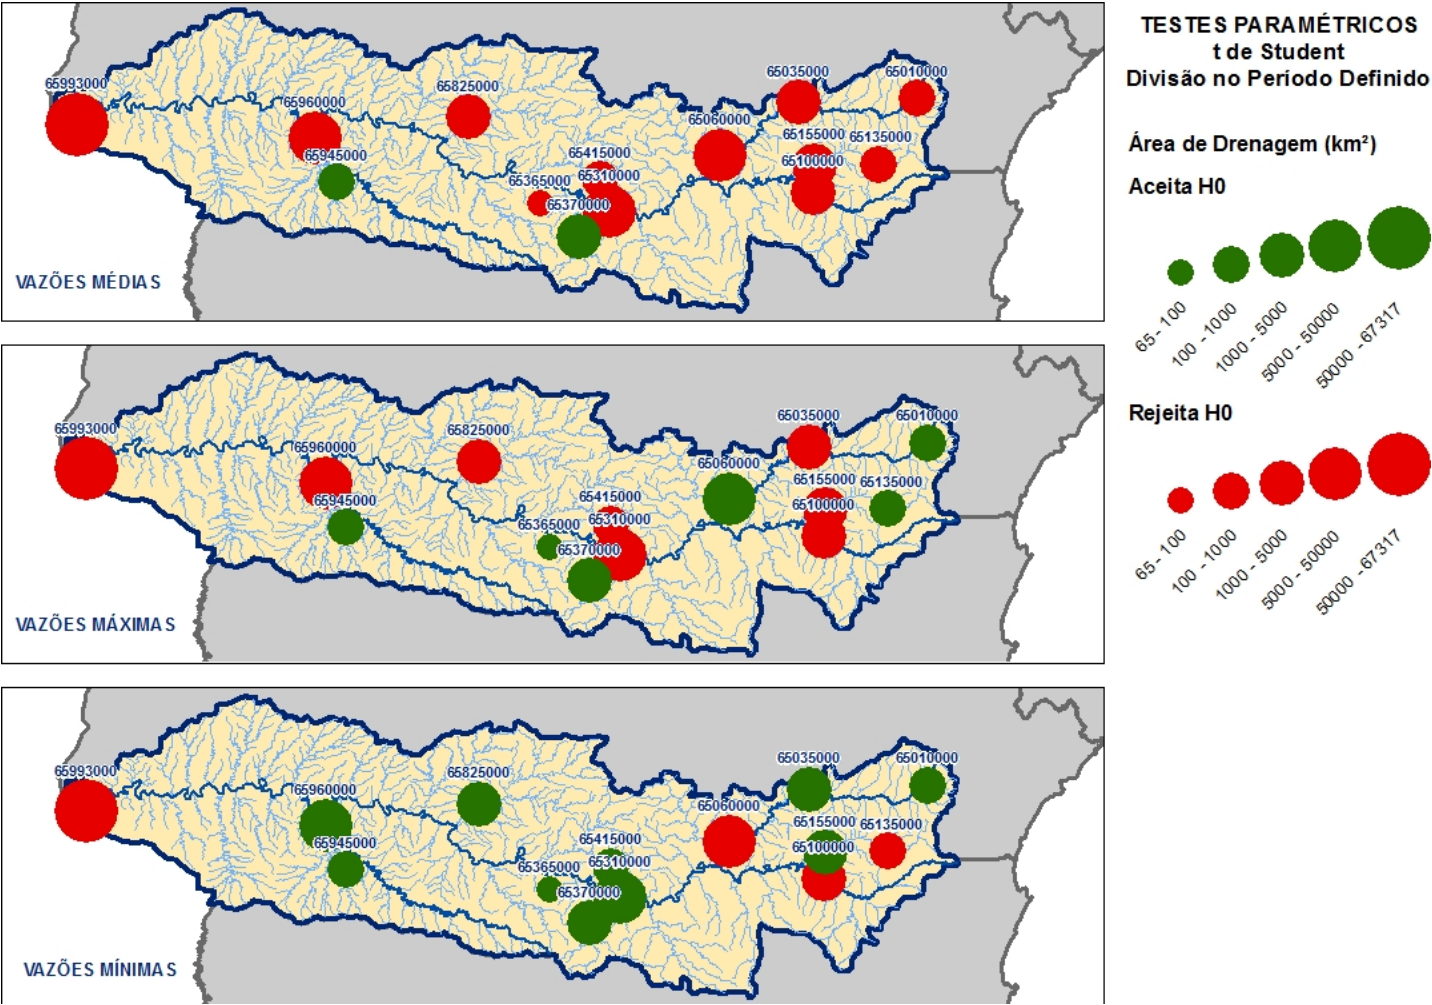 65993000
65960000
65945000
65825000
65415000
65365000
65310000
65370000
65060000
65035000
65010000
65155000
65135000
65100000
VAZÕES MÉDIAS
65993000
65960000
65945000
65825000
65415000
65365000
65310000
65370000
65060000
65035000
65010000
65155000
65135000
65100000
VAZÕES MÁXIMAS
65993000
65960000
65945000
65825000
65415000
65365000
65310000
65370000
65060000
65035000
65010000
65155000
65135000
65100000
VAZÕES MÍNIMAS
TESTES PARAMÉTRICOS
t de Student
Divisão no Período Definido
Área de Drenagem (km²)
Aceita H0
65 - 100
100 - 1000
1000 - 5000
5000 - 50000
50000 - 67317
Rejeita H0
65 - 100
100 - 1000
1000 - 5000
5000 - 50000
50000 - 67317